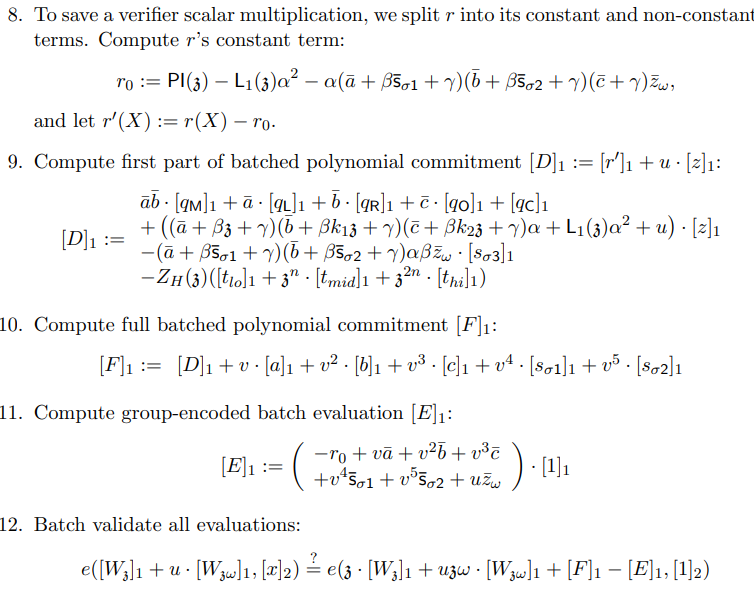 8. To save a verifier scalar multiplication, we split r into its constant and non-constant
terms. Compute r's constant term:
r₀ := PI(𝔷) − L₁(𝔷)α² − α(ā + βs̄σ1 + γ)(b̄ + βs̄σ2 + γ)(c̄ + γ)z̄ω,
and let r′(X) := r(X) − r₀.
9. Compute first part of batched polynomial commitment [D]₁ := [r′]₁ + u · [z]₁:
āb̄ · [qM]₁ + ā · [qL]₁ + b̄ · [qR]₁ + c̄ · [qO]₁ + [qC]₁
+ ((ā + β𝔷 + γ)(b̄ + βk₁𝔷 + γ)(c̄ + βk₂𝔷 + γ)α + L₁(𝔷)α² + u) · [z]₁
[D]₁ :=
−(ā + βs̄σ1 + γ)(b̄ + βs̄σ2 + γ)αβz̄ω · [sσ3]₁
−Z_H(𝔷)([t_lo]₁ + 𝔷ⁿ · [t_mid]₁ + 𝔷²ⁿ · [t_hi]₁)
10. Compute full batched polynomial commitment [F]₁:
[F]₁ := [D]₁ + v · [a]₁ + v² · [b]₁ + v³ · [c]₁ + v⁴ · [sσ1]₁ + v⁵ · [sσ2]₁
11. Compute group-encoded batch evaluation [E]₁:
[E]₁ := ( −r₀ + vā + v²b̄ + v³c̄
+v⁴s̄σ1 + v⁵s̄σ2 + uz̄ω ) · [1]₁
12. Batch validate all evaluations:
e([W𝔷]₁ + u · [W𝔷ω]₁, [x]₂) ≟ e(𝔷 · [W𝔷]₁ + u𝔷ω · [W𝔷ω]₁ + [F]₁ − [E]₁, [1]₂)